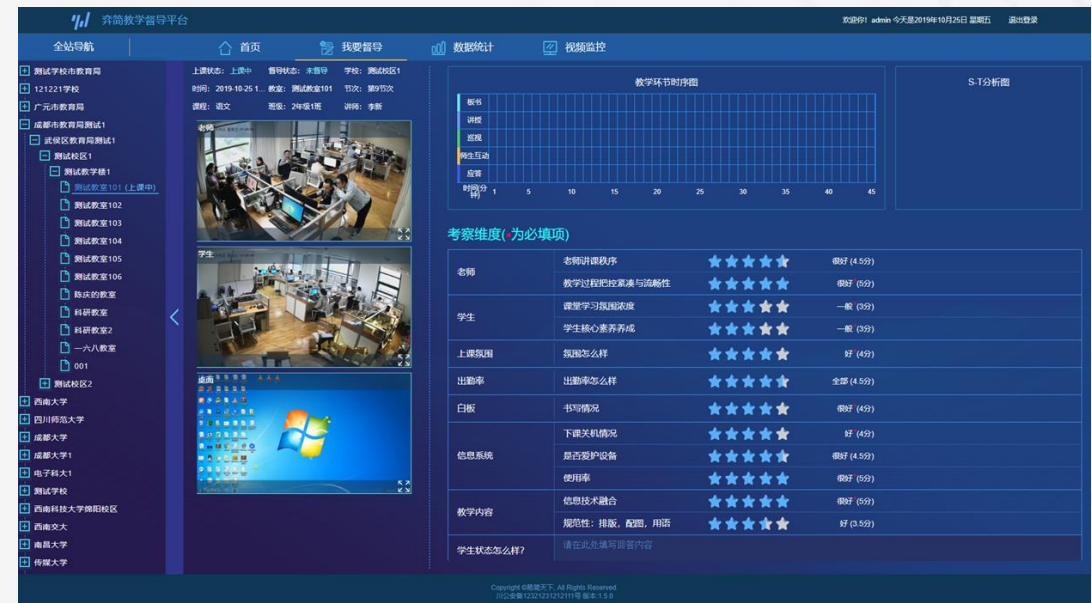 弈简教学督导平台
欢迎你! admin 今天是2019年10月25日 星期五 退出登录
全站导航 首页 我要督导 数据统计 视频监控
测试学校市教育局
121221学校
广元市教育局
成都市教育局测试1
武侯区教育局测试1
测试校区1
测试教学楼1
测试教室101 (上课中)
测试教室102
测试教室103
测试教室104
测试教室105
测试教室106
陈庆的教室
科研教室
科研教室2
一六八教室
001
测试校区2
西南大学
四川师范大学
成都大学
成都大学1
电子科大1
测试学校
西南科技大学绵阳校区
西南交大
南昌大学
传媒大学
上课状态: 上课中 督导状态: 未督导 学校: 测试校区1
时间: 2019-10-25 1... 教室: 测试教室101 节次: 第9节次
课程: 语文 班级: 2年级1班 讲师: 李新
老师
学生
桌面
教学环节时序图
板书
讲授
巡视
师生互动
应答
时间(分钟) 1 5 10 15 20 25 30 35 40 45
S-T分析图
考察维度(*为必填项)
老师 老师讲课秩序 很好 (4.5分)
教学过程把控紧凑与流畅性 很好 (5分)
学生 课堂学习氛围浓度 一般 (3分)
学生核心素养养成 一般 (3分)
上课氛围 氛围怎么样 好 (4分)
出勤率 出勤率怎么样 全部 (4.5分)
白板 书写情况 很好 (4分)
信息系统 下课关机情况 好 (4分)
是否爱护设备 很好 (4.5分)
使用率 很好 (5分)
教学内容 信息技术融合 很好 (5分)
规范性: 排版, 配图, 用语 好 (3.5分)
学生状态怎么样? 请在此处填写回答内容